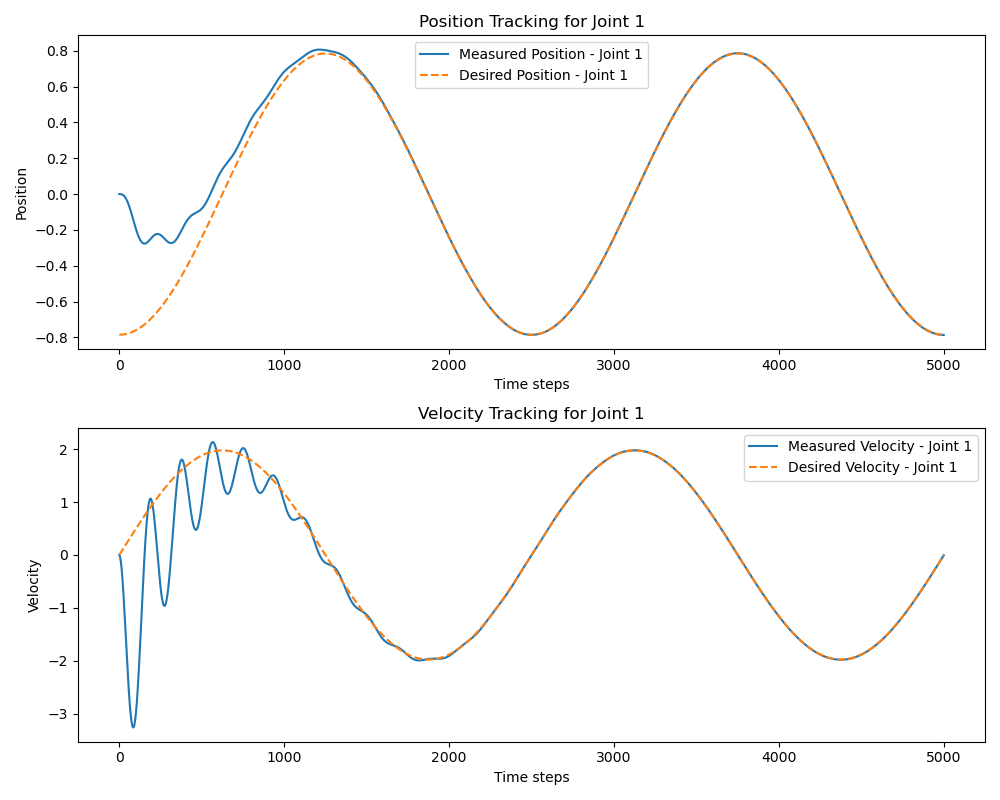 Position Tracking for Joint 1
Measured Position - Joint 1
Desired Position - Joint 1
0.8
0.6
0.4
0.2
0.0
−0.2
−0.4
−0.6
−0.8
Position
0 1000 2000 3000 4000 5000
Time steps
Velocity Tracking for Joint 1
Measured Velocity - Joint 1
Desired Velocity - Joint 1
2
1
0
−1
−2
−3
Velocity
0 1000 2000 3000 4000 5000
Time steps